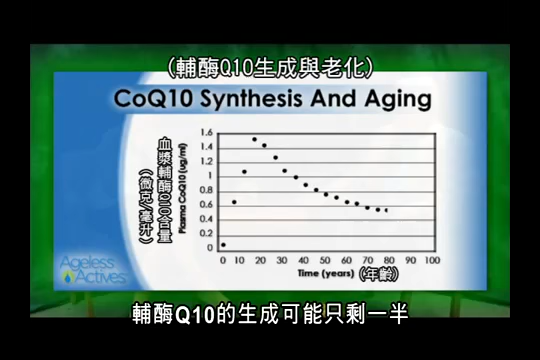 (輔酶Q10生成與老化)
CoQ10 Synthesis And Aging
血漿輔酶Q10含量
(微克/毫升)
Plasma CoQ10 (ug/ml)
1.6
1.4
1.2
1
0.8
0.6
0.4
0.2
0
0 10 20 30 40 50 60 70 80 90 100
Time (years) (年齡)
Ageless
Actives
輔酶Q10的生成可能只剩一半